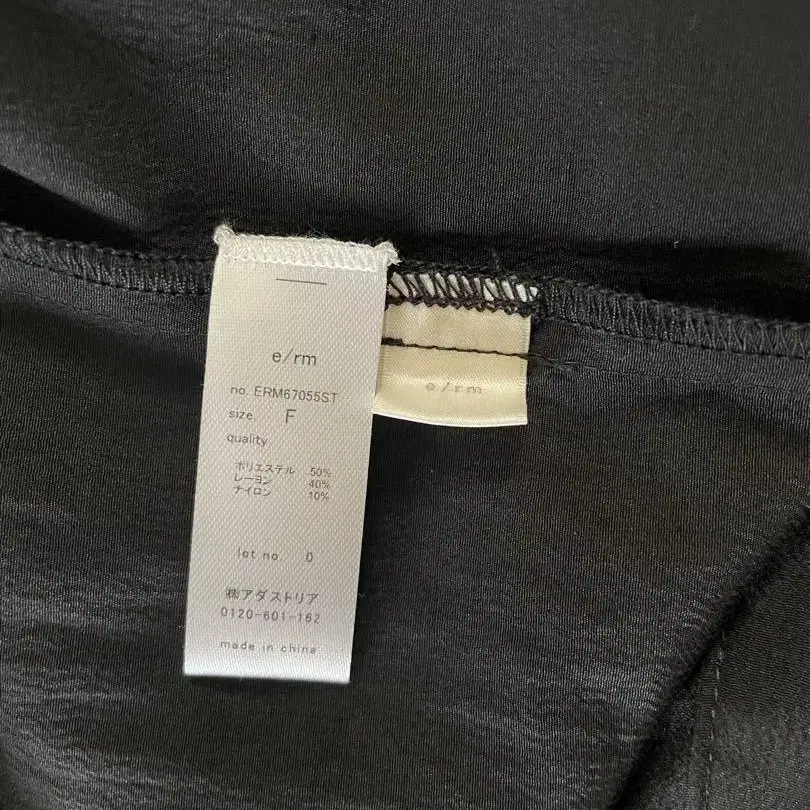 e/rm
no. ERM67055ST
size F
quality
ポリエステル 50%
レーヨン 40%
ナイロン 10%
lot no. 0
㈱アダストリア
0120-601-162
made in china
e/rm